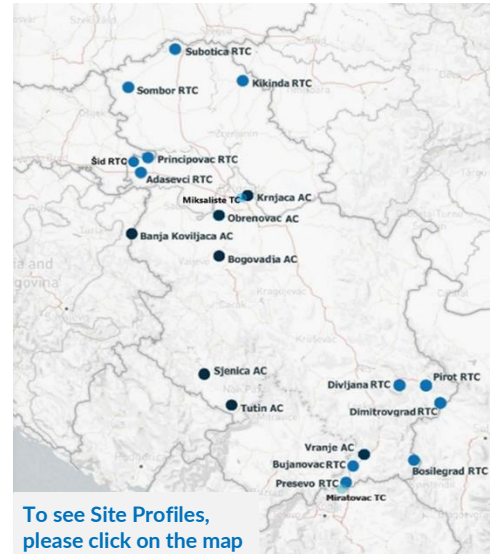 Subotica RTC
Kikinda RTC
Sombor RTC
Šid RTC
Principovac RTC
Adasevci RTC
Miksaliste TC
Krnjaca AC
Obrenovac AC
Banja Koviljaca AC
Bogovadja AC
Sjenica AC
Tutin AC
Divljana RTC
Pirot RTC
Dimitrovgrad RTC
Vranje AC
Bujanovac RTC
Bosilegrad RTC
Presevo RTC
Miratovac TC
To see Site Profiles,
please click on the map